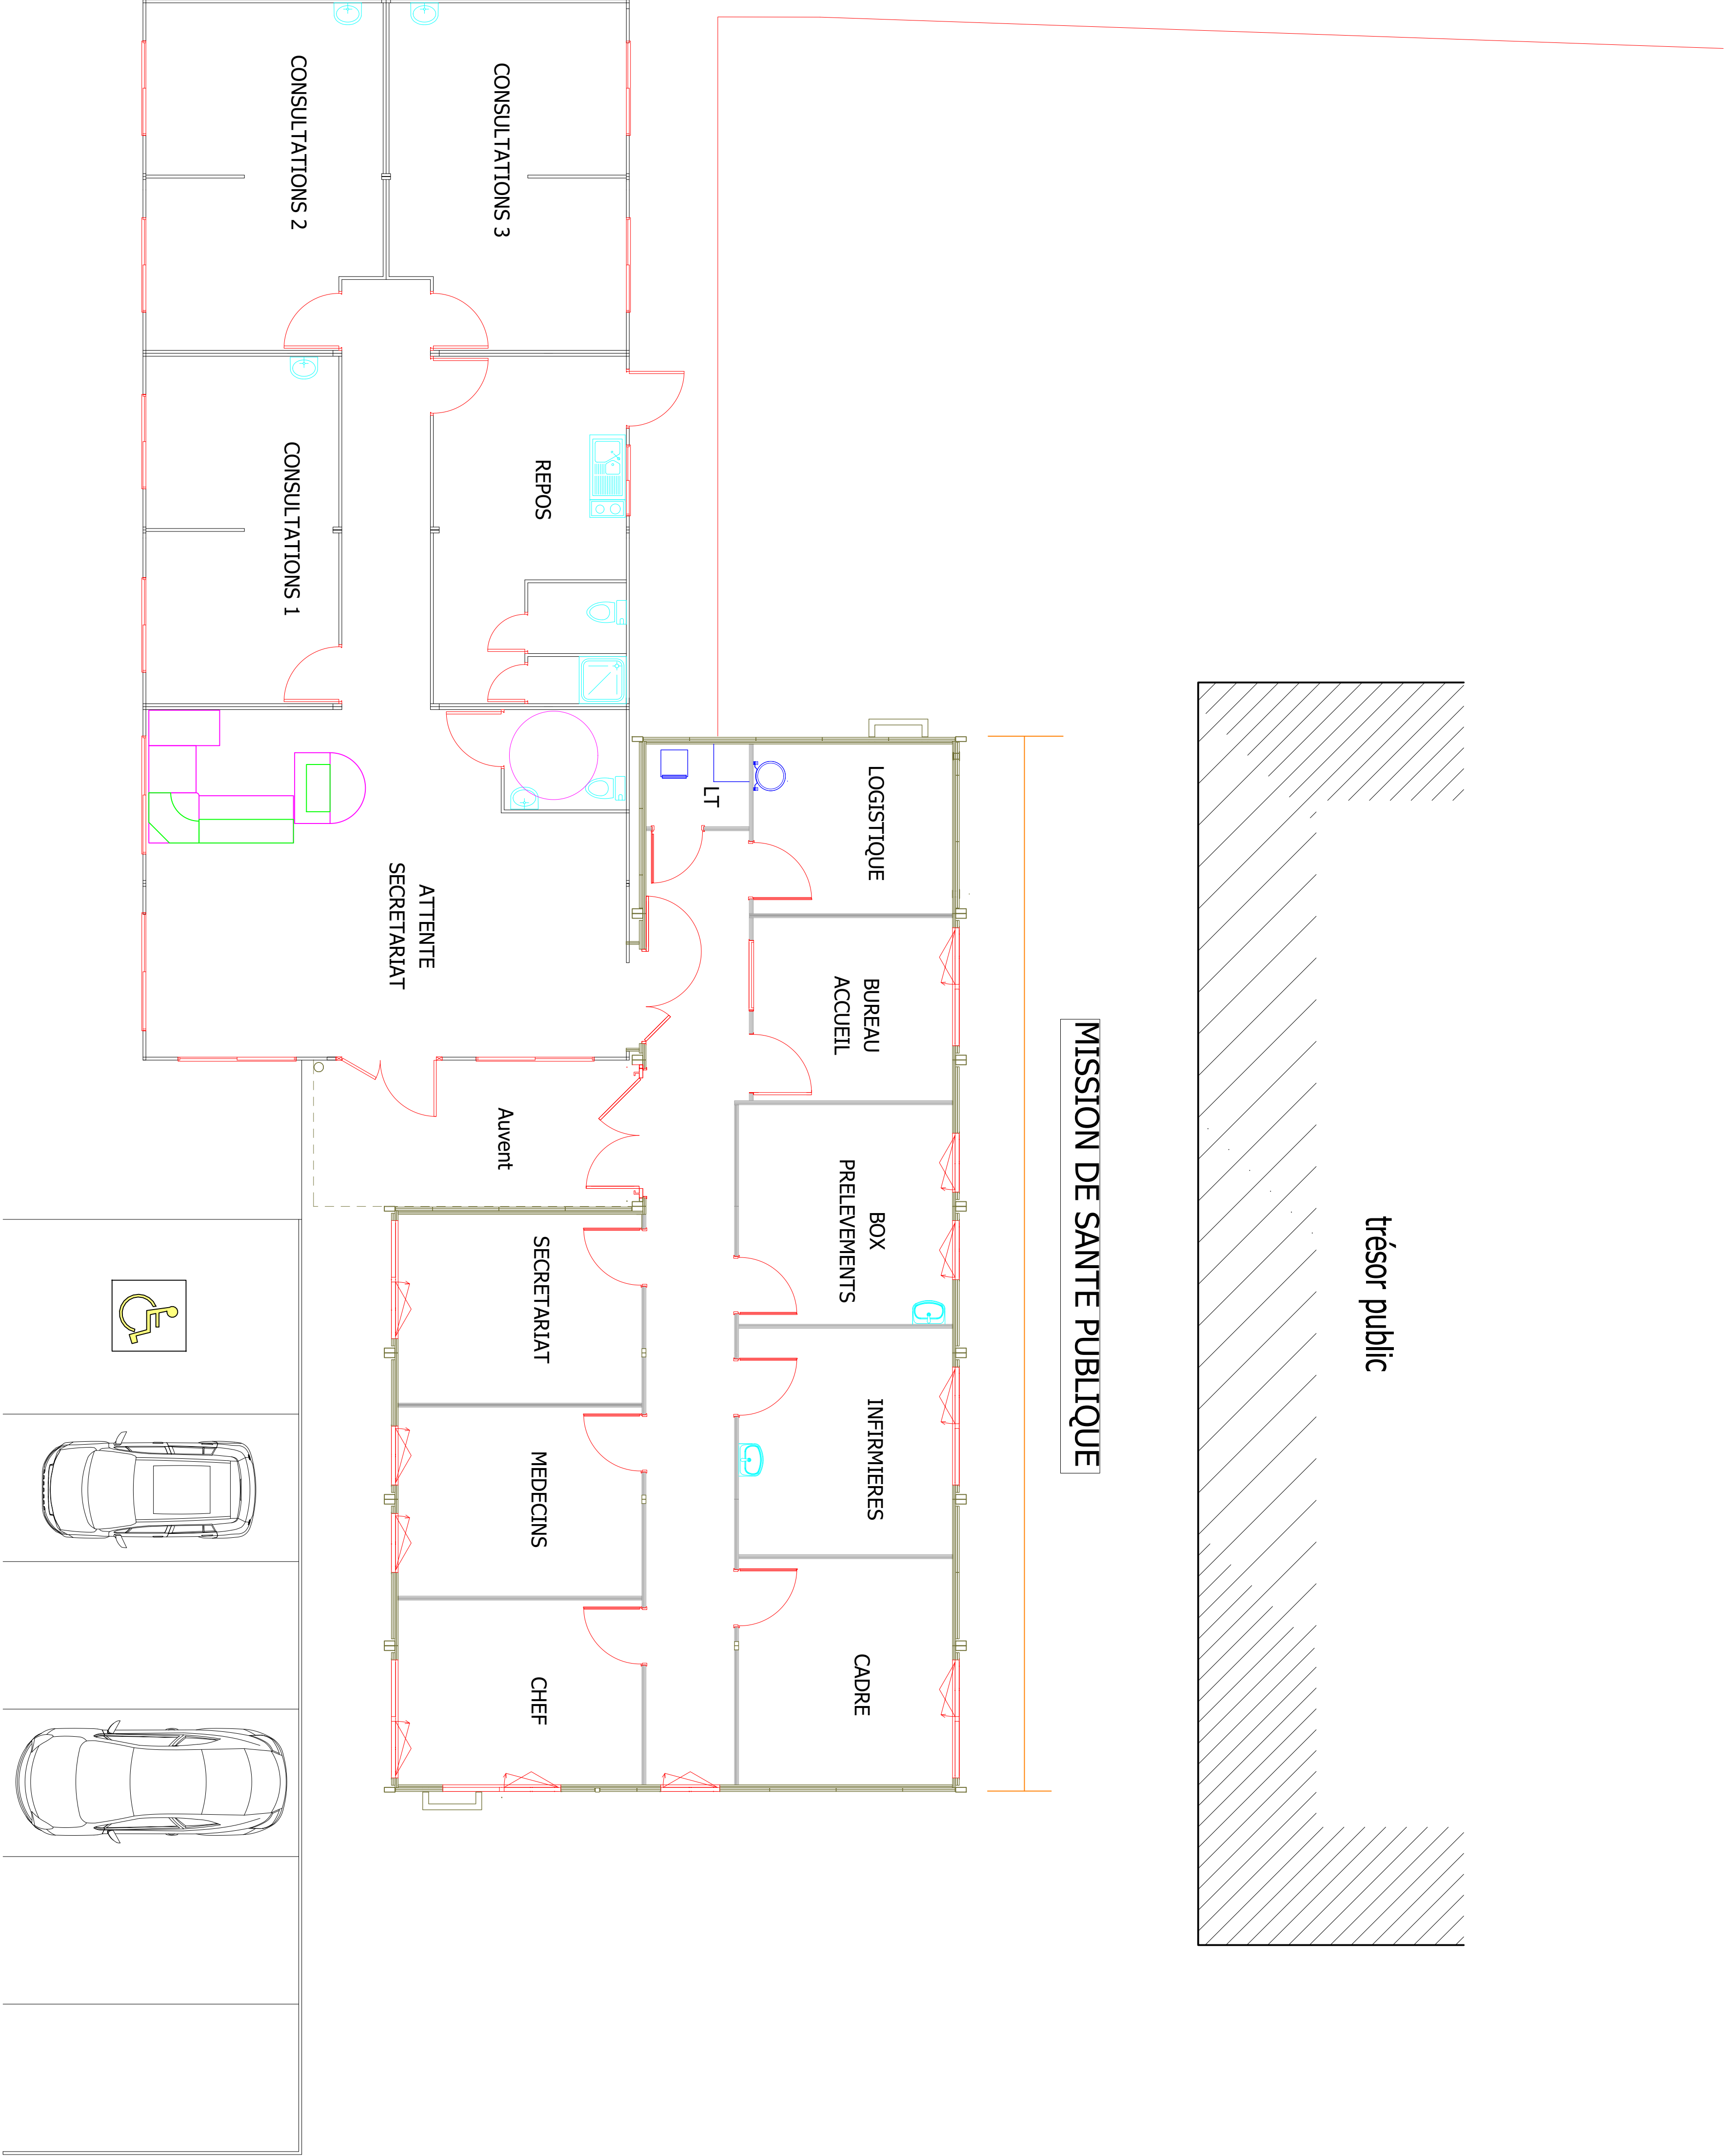 CONSULTATIONS 2
CONSULTATIONS 3
CONSULTATIONS 1
REPOS
ATTENTE
SECRETARIAT
LT
LOGISTIQUE
BUREAU
ACCUEIL
Auvent
BOX
PRELEVEMENTS
SECRETARIAT
MEDECINS
INFIRMIERES
CHEF
CADRE
MISSION DE SANTE PUBLIQUE
trésor public